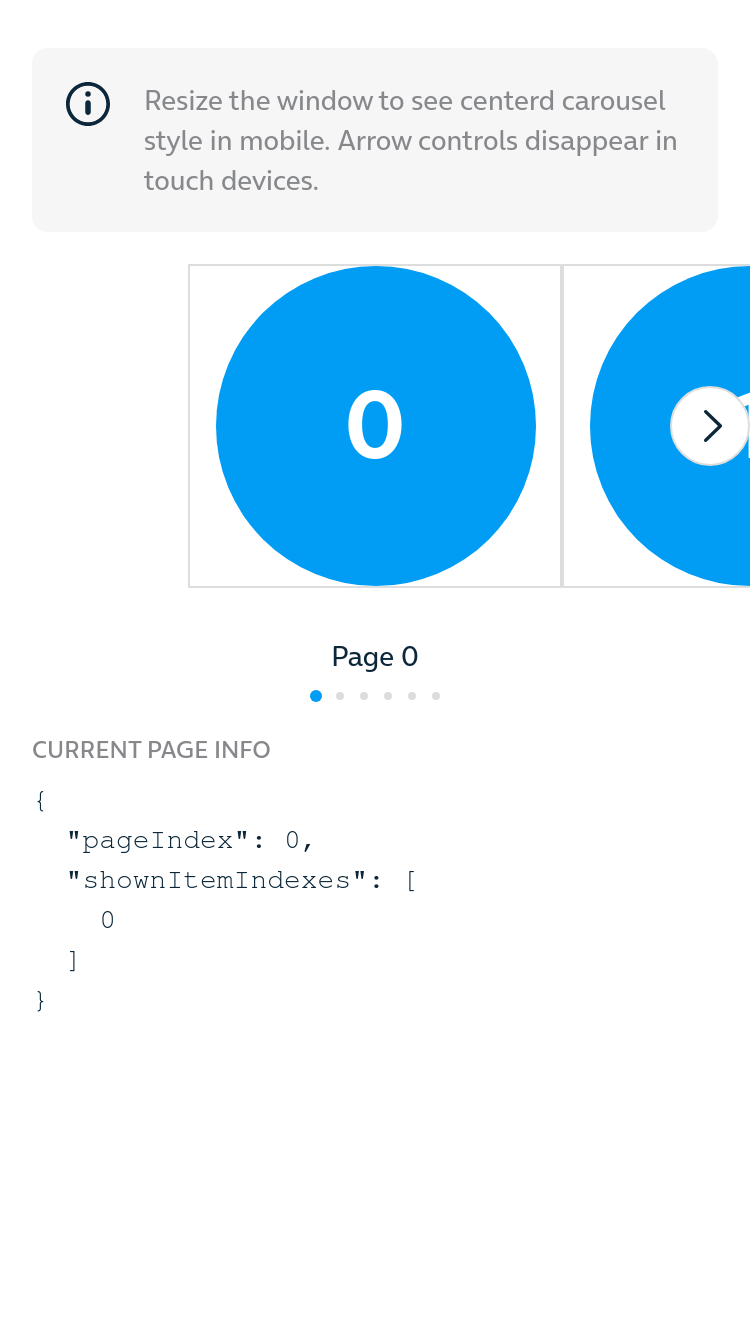 Resize the window to see centerd carousel
style in mobile. Arrow controls disappear in
touch devices.
0
Page 0
CURRENT PAGE INFO
{
"pageIndex": 0,
"shownItemIndexes": [
0
]
}